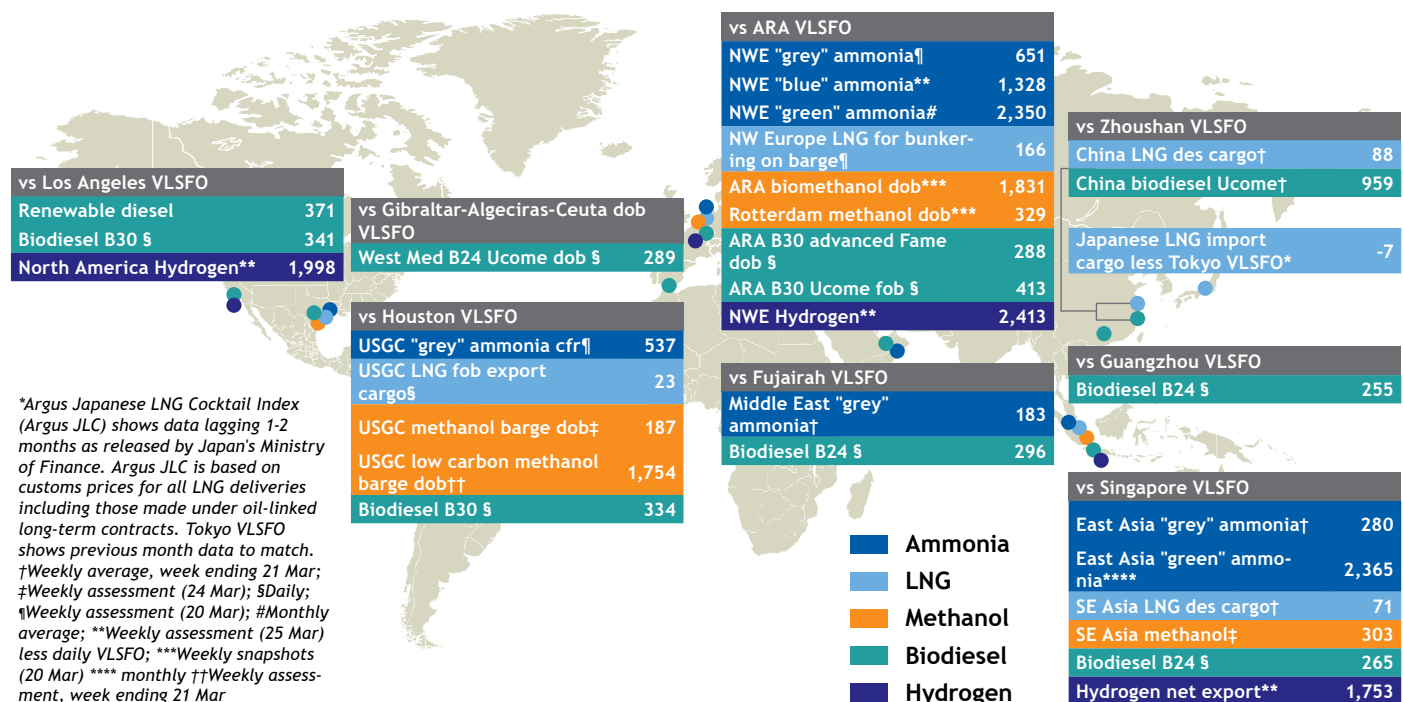 vs Los Angeles VLSFO
Renewable diesel 371
Biodiesel B30 § 341
North America Hydrogen** 1,998
vs Gibraltar-Algeciras-Ceuta dob
VLSFO
West Med B24 Ucome dob § 289
vs Houston VLSFO
USGC "grey" ammonia cfr¶ 537
USGC LNG fob export
cargo§ 23
USGC methanol barge dob‡ 187
USGC low carbon methanol
barge dob†† 1,754
Biodiesel B30 § 334
vs ARA VLSFO
NWE "grey" ammonia¶ 651
NWE "blue" ammonia** 1,328
NWE "green" ammonia# 2,350
NW Europe LNG for bunker-
ing on barge¶ 166
ARA biomethanol dob*** 1,831
Rotterdam methanol dob*** 329
ARA B30 advanced Fame
dob § 288
ARA B30 Ucome fob § 413
NWE Hydrogen** 2,413
vs Fujairah VLSFO
Middle East "grey"
ammonia† 183
Biodiesel B24 § 296
vs Zhoushan VLSFO
China LNG des cargo† 88
China biodiesel Ucome† 959
Japanese LNG import
cargo less Tokyo VLSFO* -7
vs Guangzhou VLSFO
Biodiesel B24 § 255
vs Singapore VLSFO
East Asia "grey" ammonia† 280
East Asia "green" ammo-
nia**** 2,365
SE Asia LNG des cargo† 71
SE Asia methanol‡ 303
Biodiesel B24 § 265
Hydrogen net export** 1,753
Ammonia
LNG
Methanol
Biodiesel
Hydrogen
*Argus Japanese LNG Cocktail Index
(Argus JLC) shows data lagging 1-2
months as released by Japan's Ministry
of Finance. Argus JLC is based on
customs prices for all LNG deliveries
including those made under oil-linked
long-term contracts. Tokyo VLSFO
shows previous month data to match.
†Weekly average, week ending 21 Mar;
‡Weekly assessment (24 Mar); §Daily;
¶Weekly assessment (20 Mar); #Monthly
average; **Weekly assessment (25 Mar)
less daily VLSFO; ***Weekly snapshots
(20 Mar) **** monthly ††Weekly assess-
ment, week ending 21 Mar